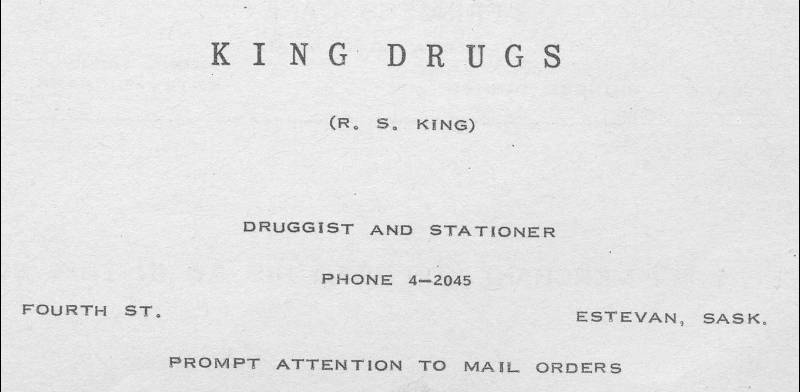 KING DRUGS
(R. S. KING)
DRUGGIST AND STATIONER
PHONE 4-2045
FOURTH ST.
ESTEVAN, SASK.
PROMPT ATTENTION TO MAIL ORDERS